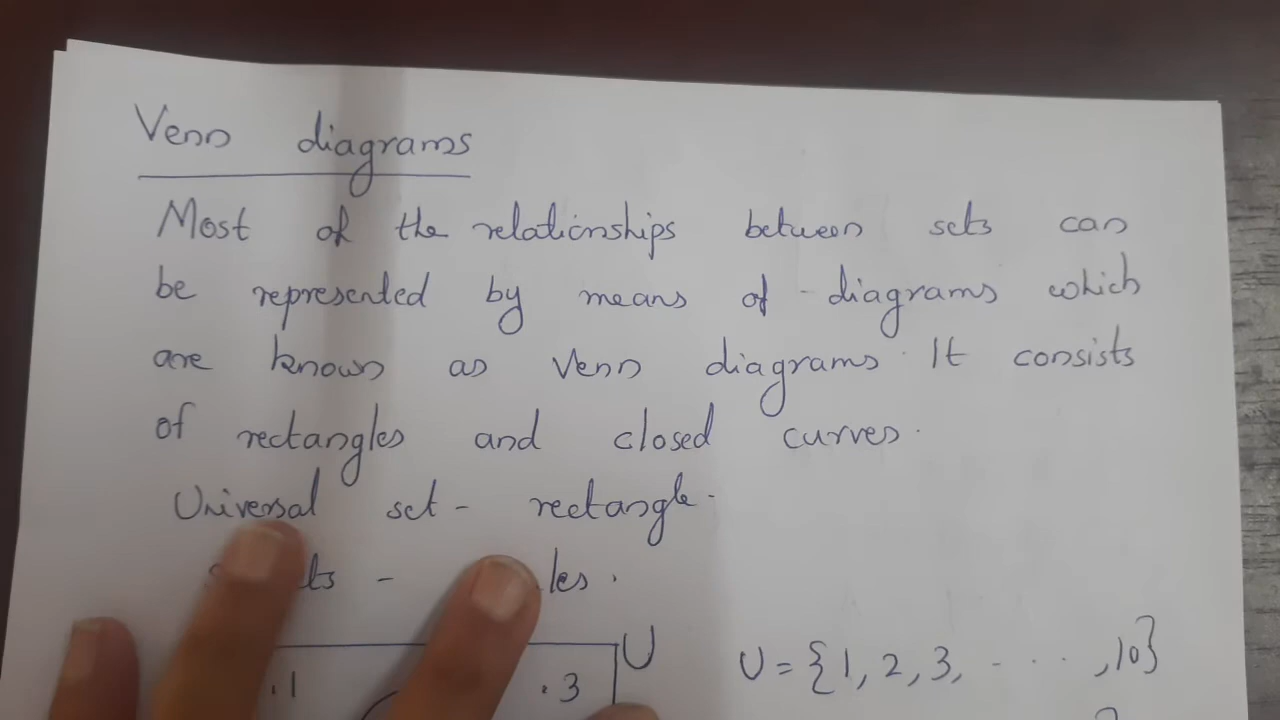 Venn diagrams
Most of the relationships between sets can
be represented by means of diagrams which
are known as Venn diagrams. It consists
of rectangles and closed curves.
Universal set - rectangle.
-
U
U = {1, 2, 3, - - - - ,10}
.1 .3